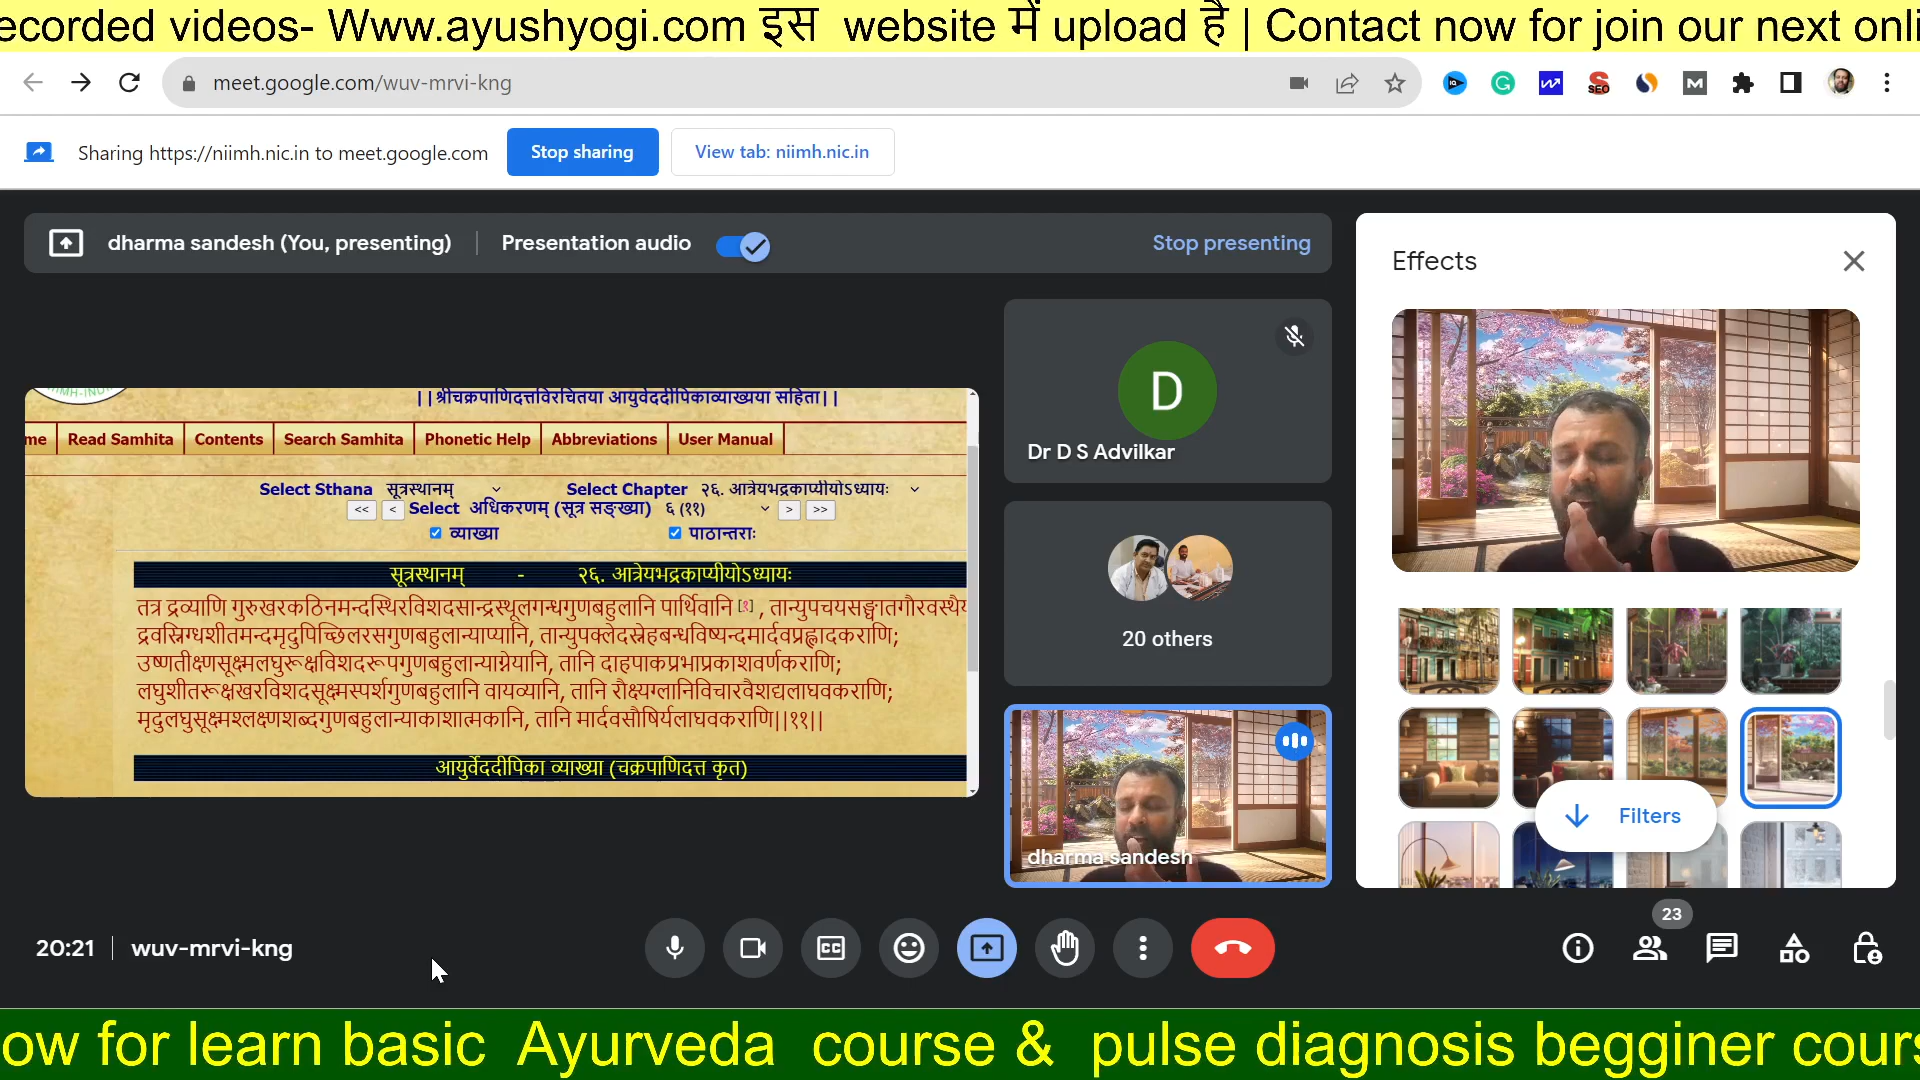 ecorded videos- Www.ayushyogi.com इस website में upload है | Contact now for join our next onli
meet.google.com/wuv-mrvi-kng
Sharing https://niimh.nic.in to meet.google.com
Stop sharing
View tab: niimh.nic.in
dharma sandesh (You, presenting)
Presentation audio
Stop presenting
||श्रीचक्रपाणिदत्तविरचितया आयुर्वेददीपिकाव्याख्यया सहिता||
me Read Samhita Contents Search Samhita Phonetic Help Abbreviations User Manual
Select Sthana सूत्रस्थानम् Select Chapter २६. आत्रेयभद्रकाप्यीयोऽध्यायः
<< < Select अधिकरणम् (सूत्र सङ्ख्या) ६ (११) > >>
व्याख्या पाठान्तराः
सूत्रस्थानम् - २६. आत्रेयभद्रकाप्यीयोऽध्यायः
तत्र द्रव्याणि गुरुखरकठिनमन्दस्थिरविशदसान्द्रस्थूलगन्धगुणबहुलानि पार्थिवानि [१] , तान्युपचयसङ्घातगौरवस्थैर
द्रवस्निग्धशीतमन्दमृदुपिच्छिलरसगुणबहुलान्याप्यानि, तान्युपक्लेदस्नेहबन्धविष्यन्दमार्दवप्रह्लादकराणि;
उष्णतीक्ष्णसूक्ष्मलघुरूक्षविशदरूपगुणबहुलान्याग्नेयानि, तानि दाहपाकप्रभाप्रकाशवर्णकराणि;
लघुशीतरूक्षखरविशदसूक्ष्मस्पर्शगुणबहुलानि वायव्यानि, तानि रौक्ष्यग्लानिविचारवैशद्यलाघवकराणि;
मृदुलघुसूक्ष्मश्लक्ष्णशब्दगुणबहुलान्याकाशात्मकानि, तानि मार्दवसौषिर्यलाघवकराणि||११||
आयुर्वेददीपिका व्याख्या (चक्रपाणिदत्त कृत)
D
Dr D S Advilkar
20 others
dharma sandesh
Effects
Filters
20:21 wuv-mrvi-kng
23
ow for learn basic Ayurveda course & pulse diagnosis begginer cours